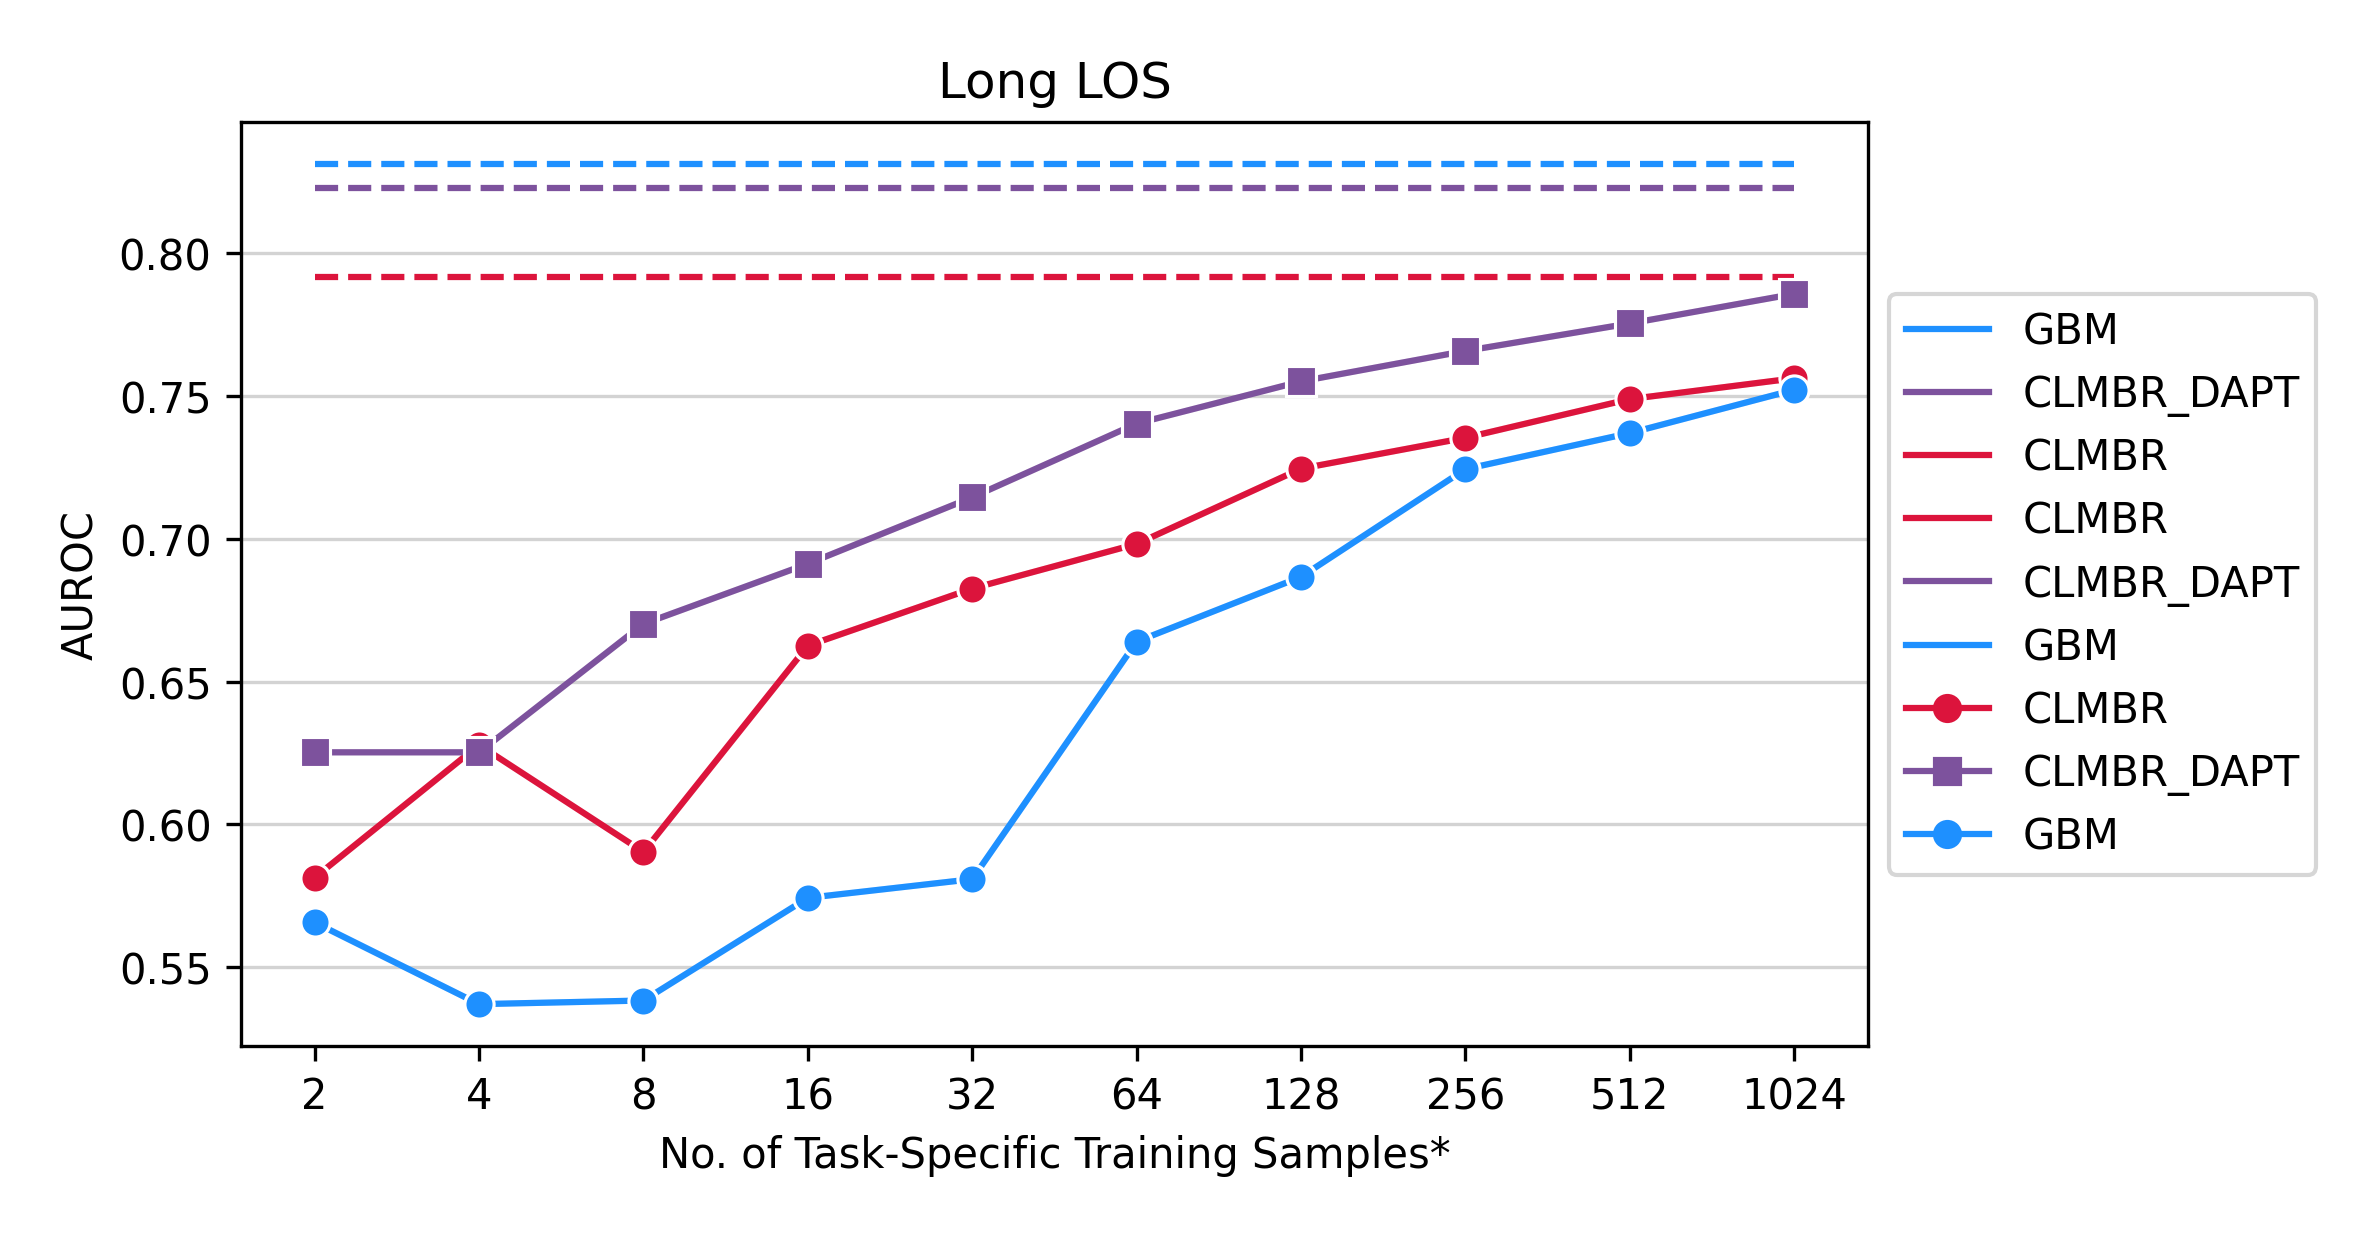 Long LOS
AUROC
0.80
0.75
0.70
0.65
0.60
0.55
2 4 8 16 32 64 128 256 512 1024
No. of Task-Specific Training Samples*
GBM
CLMBR_DAPT
CLMBR
CLMBR
CLMBR_DAPT
GBM
CLMBR
CLMBR_DAPT
GBM